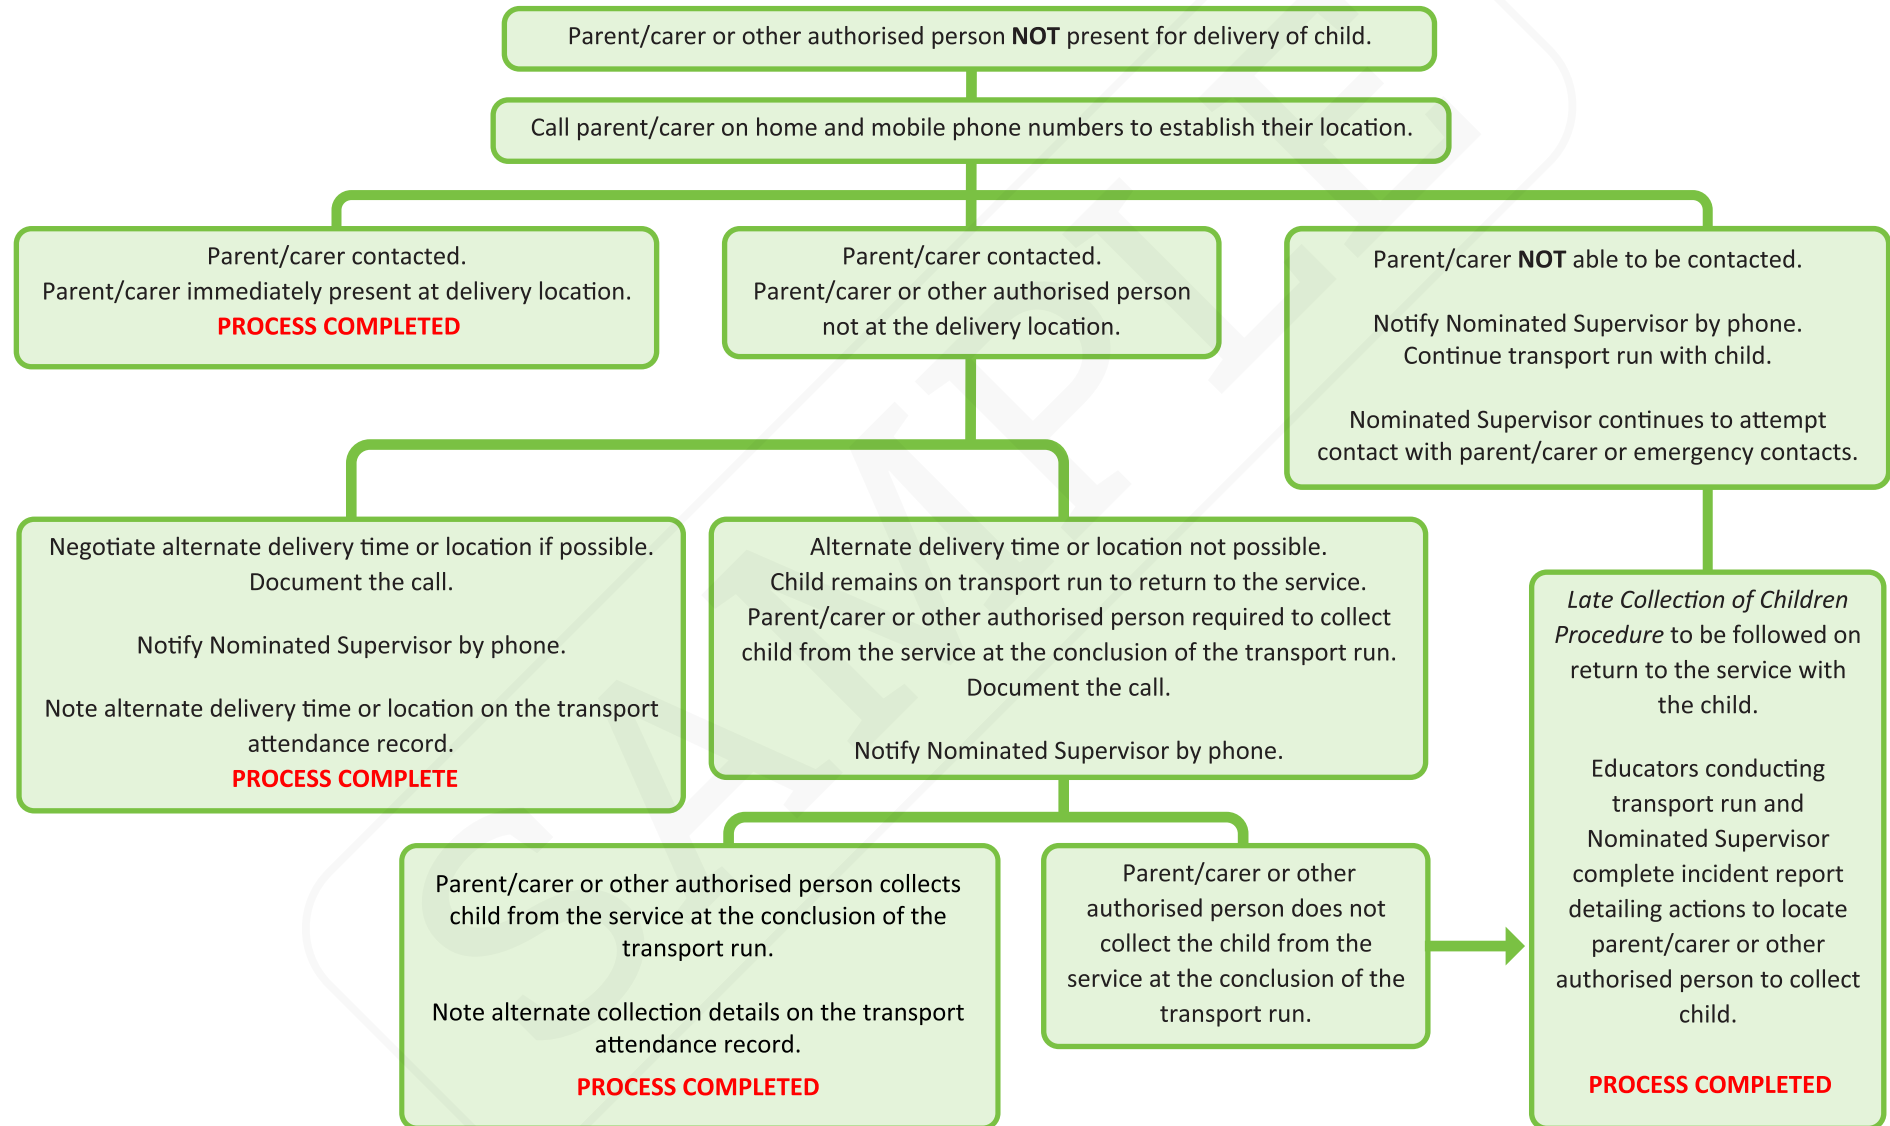 Parent/carer or other authorised person NOT present for delivery of child.
Call parent/carer on home and mobile phone numbers to establish their location.
Parent/carer contacted.
Parent/carer immediately present at delivery location.
PROCESS COMPLETED
Parent/carer contacted.
Parent/carer or other authorised person
not at the delivery location.
Parent/carer NOT able to be contacted.
Notify Nominated Supervisor by phone.
Continue transport run with child.
Nominated Supervisor continues to attempt
contact with parent/carer or emergency contacts.
Negotiate alternate delivery time or location if possible.
Document the call.
Notify Nominated Supervisor by phone.
Note alternate delivery time or location on the transport
attendance record.
PROCESS COMPLETE
Alternate delivery time or location not possible.
Child remains on transport run to return to the service.
Parent/carer or other authorised person required to collect
child from the service at the conclusion of the transport run.
Document the call.
Notify Nominated Supervisor by phone.
Late Collection of Children
Procedure to be followed on
return to the service with
the child.
Educators conducting
transport run and
Nominated Supervisor
complete incident report
detailing actions to locate
parent/carer or other
authorised person to collect
child.
PROCESS COMPLETED
Parent/carer or other authorised person collects
child from the service at the conclusion of the
transport run.
Note alternate collection details on the transport
attendance record.
PROCESS COMPLETED
Parent/carer or other
authorised person does not
collect the child from the
service at the conclusion of the
transport run.
SAMPLE